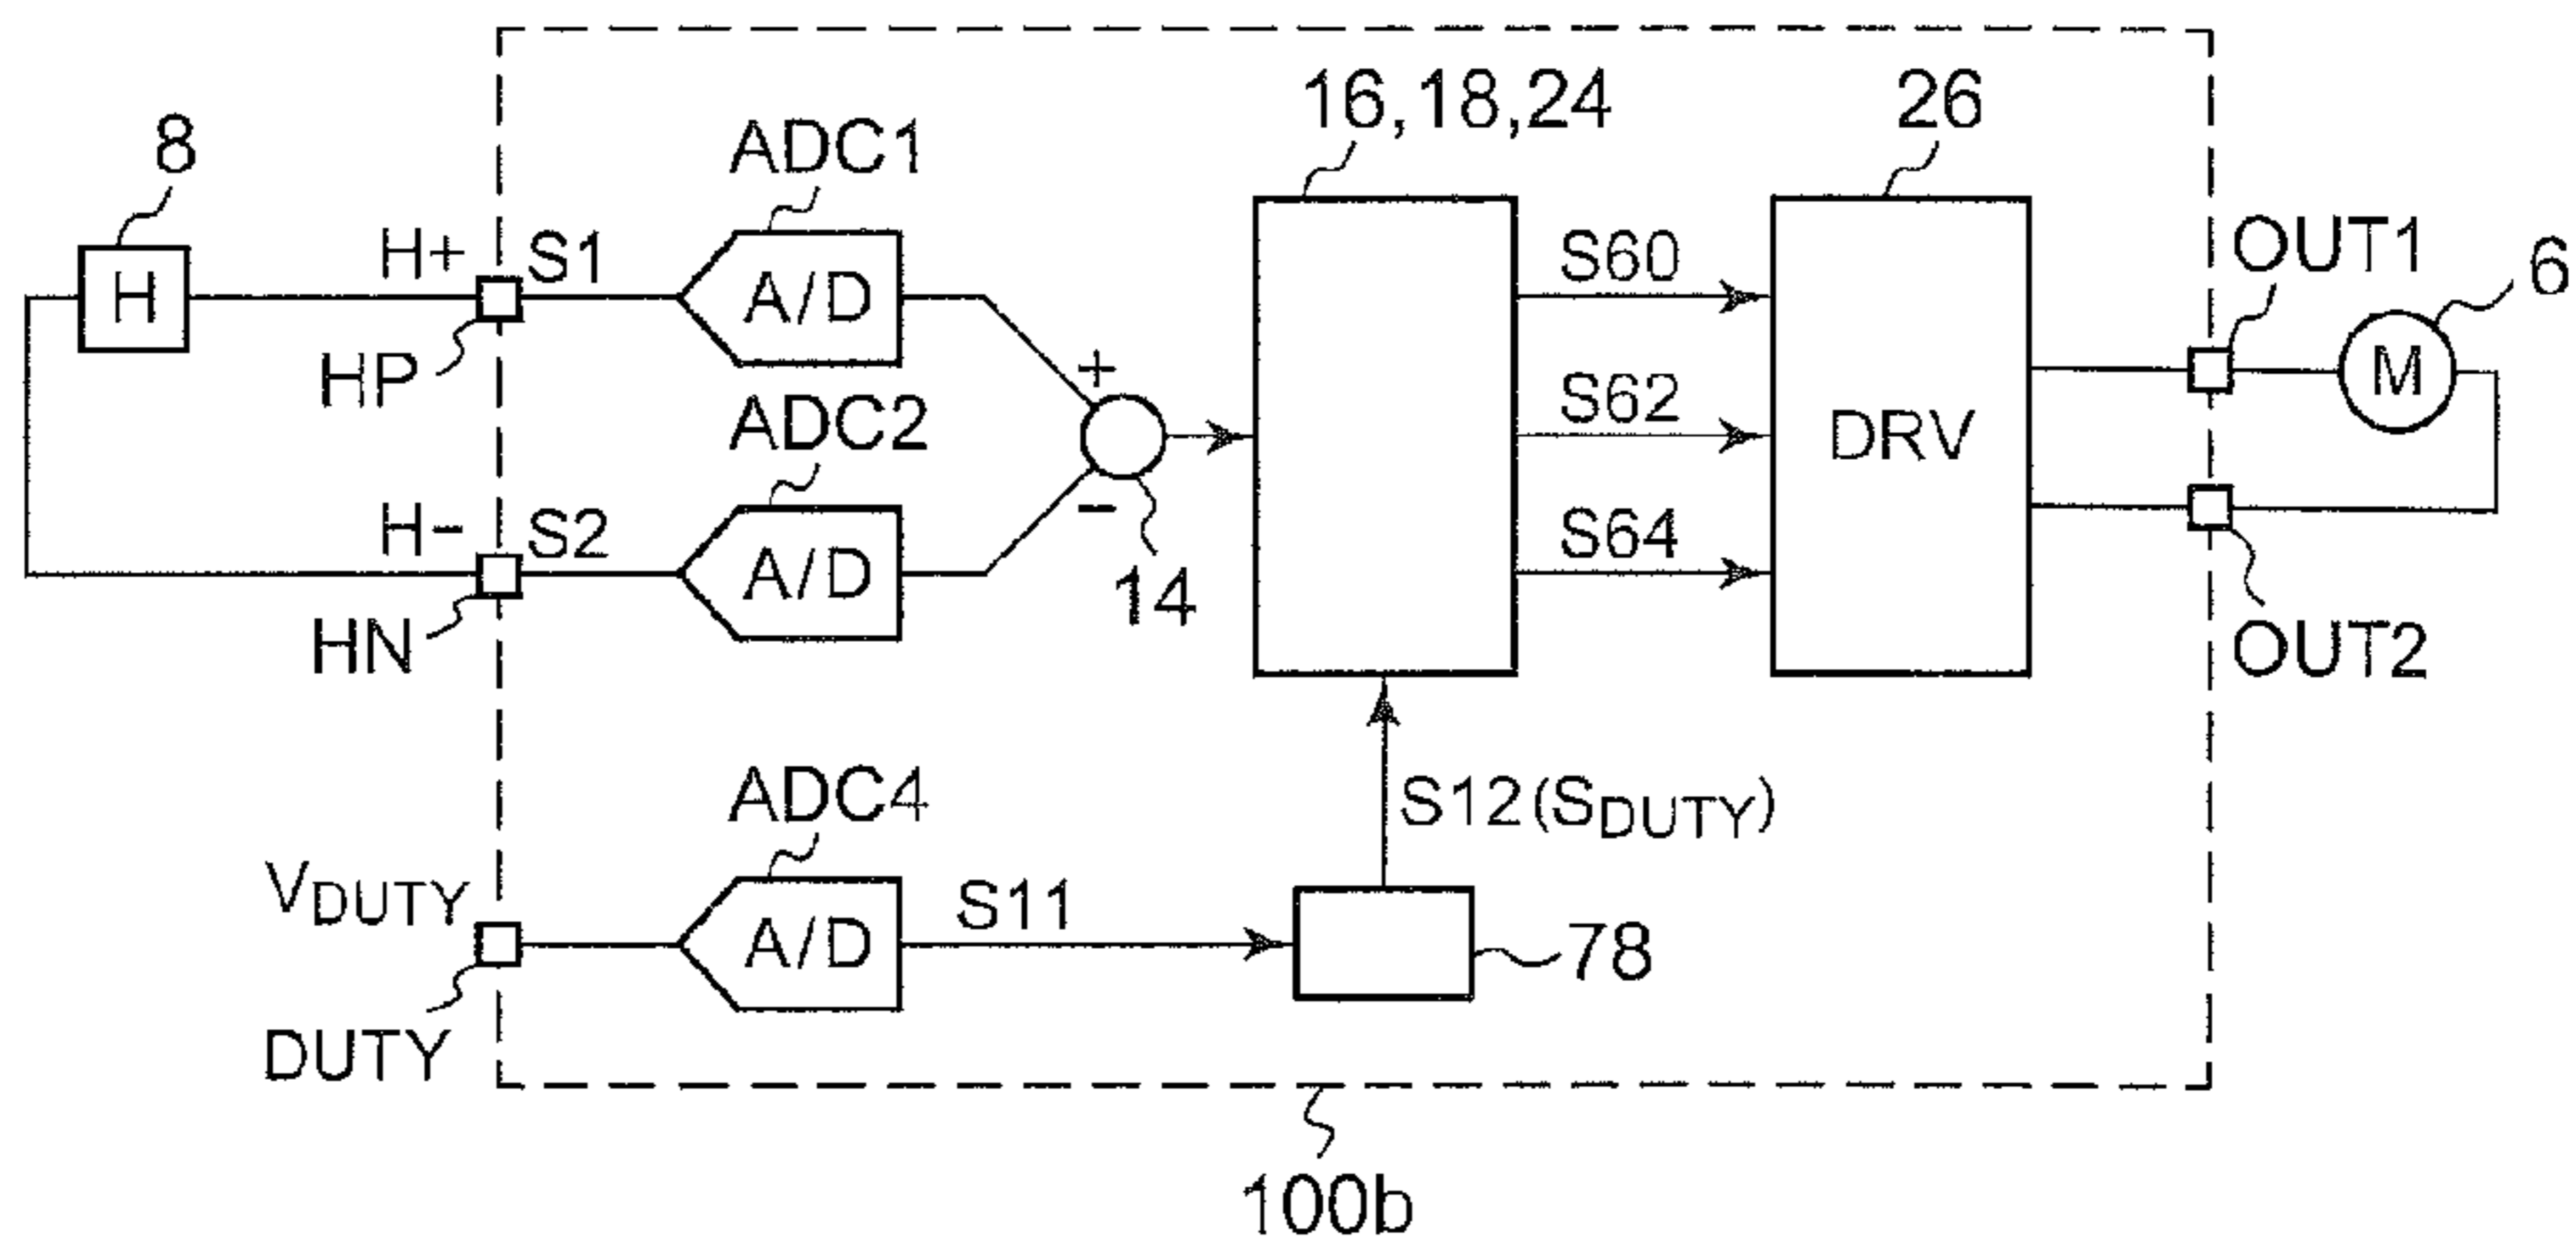 16,18,24
26
8
ADC1
H+
S1
A/D
H
HP
S60
OUT1
6
M
+
ADC2
S62
DRV
H-
S2
A/D
−
14
S64
HN
OUT2
ADC4
S12(SDUTY)
VDUTY
A/D
S11
78
DUTY
100b